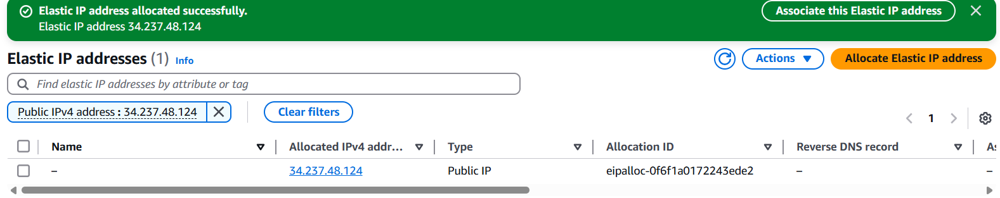 Elastic IP address allocated successfully.
Elastic IP address 34.237.48.124
Associate this Elastic IP address
Elastic IP addresses (1) Info
Actions
Allocate Elastic IP address
Find elastic IP addresses by attribute or tag
Public IPv4 address : 34.237.48.124
Clear filters
1
Name Allocated IPv4 addr... Type Allocation ID Reverse DNS record As
– 34.237.48.124 Public IP eipalloc-0f6f1a0172243ede2 – –